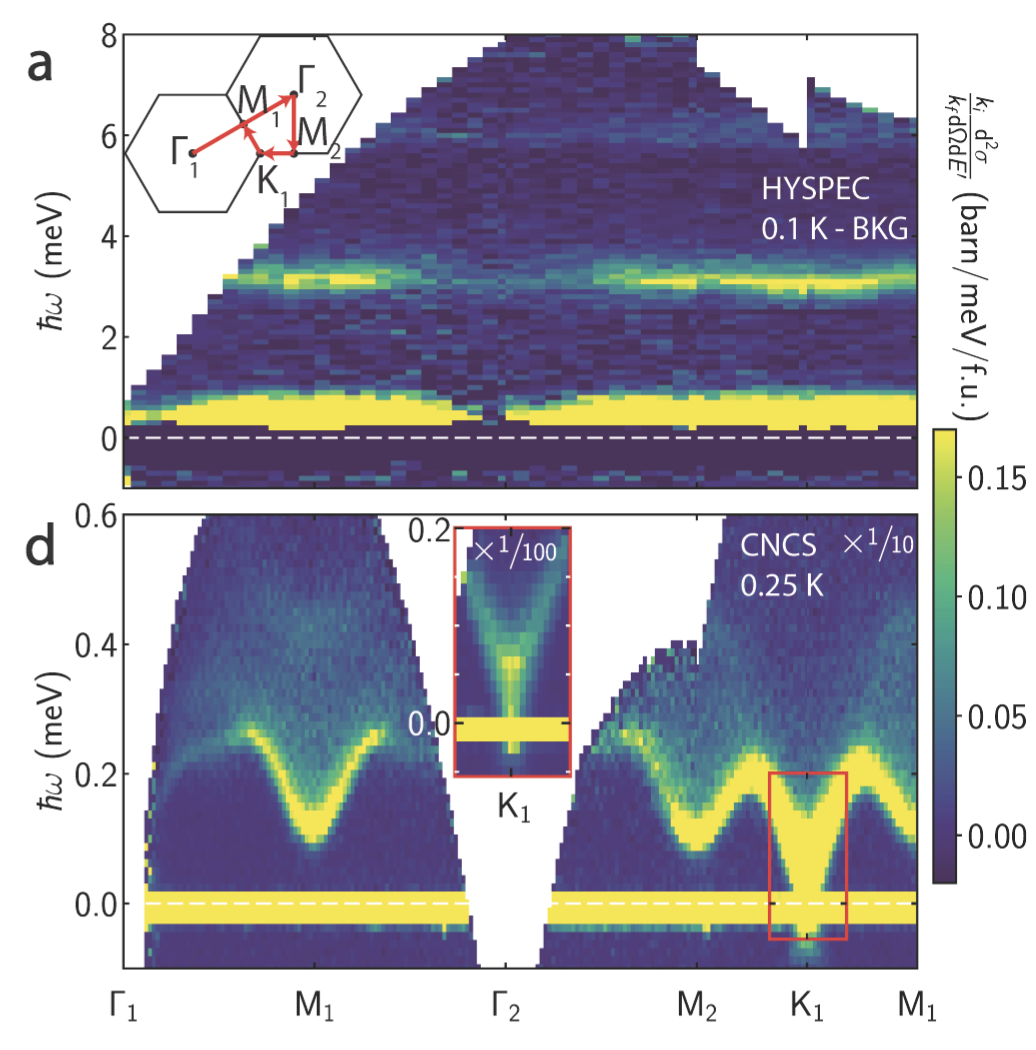 a
8
6
4
2
0
ħω (meV)
Γ₁
M₁
Γ₂
M₂
K₁
HYSPEC
0.1 K - BKG
kᵢ/k_f d²σ/dΩdE′ (barn/meV/f.u.)
0.15
0.10
0.05
0.00
d
0.6
0.4
0.2
0.0
ħω (meV)
0.2
0.0
×1/100
K₁
CNCS ×1/10
0.25 K
Γ₁ M₁ Γ₂ M₂ K₁ M₁